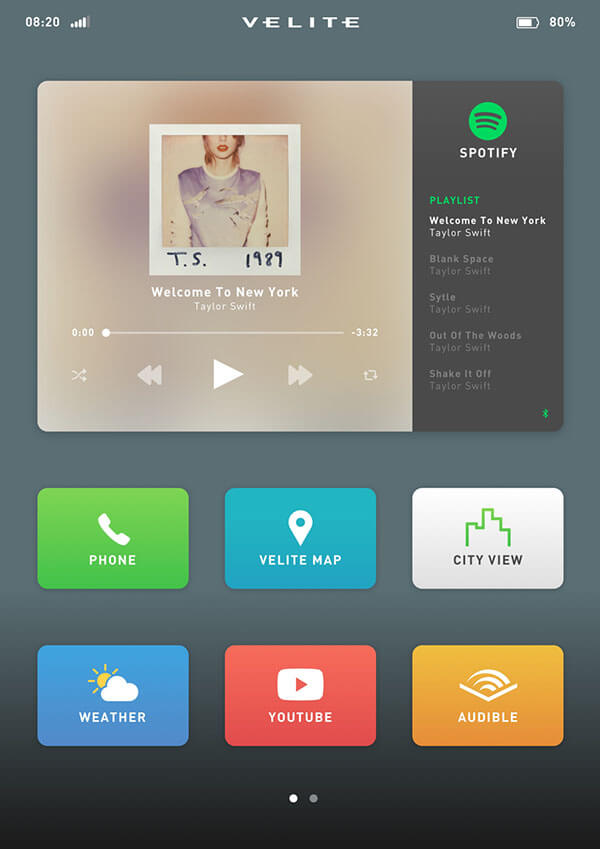 08:20
VELITE
80%
T.S. 1989
Welcome To New York
Taylor Swift
0:00
-3:32
SPOTIFY
PLAYLIST
Welcome To New York
Taylor Swift
Blank Space
Taylor Swift
Sytle
Taylor Swift
Out Of The Woods
Taylor Swift
Shake It Off
Taylor Swift
PHONE
VELITE MAP
CITY VIEW
WEATHER
YOUTUBE
AUDIBLE